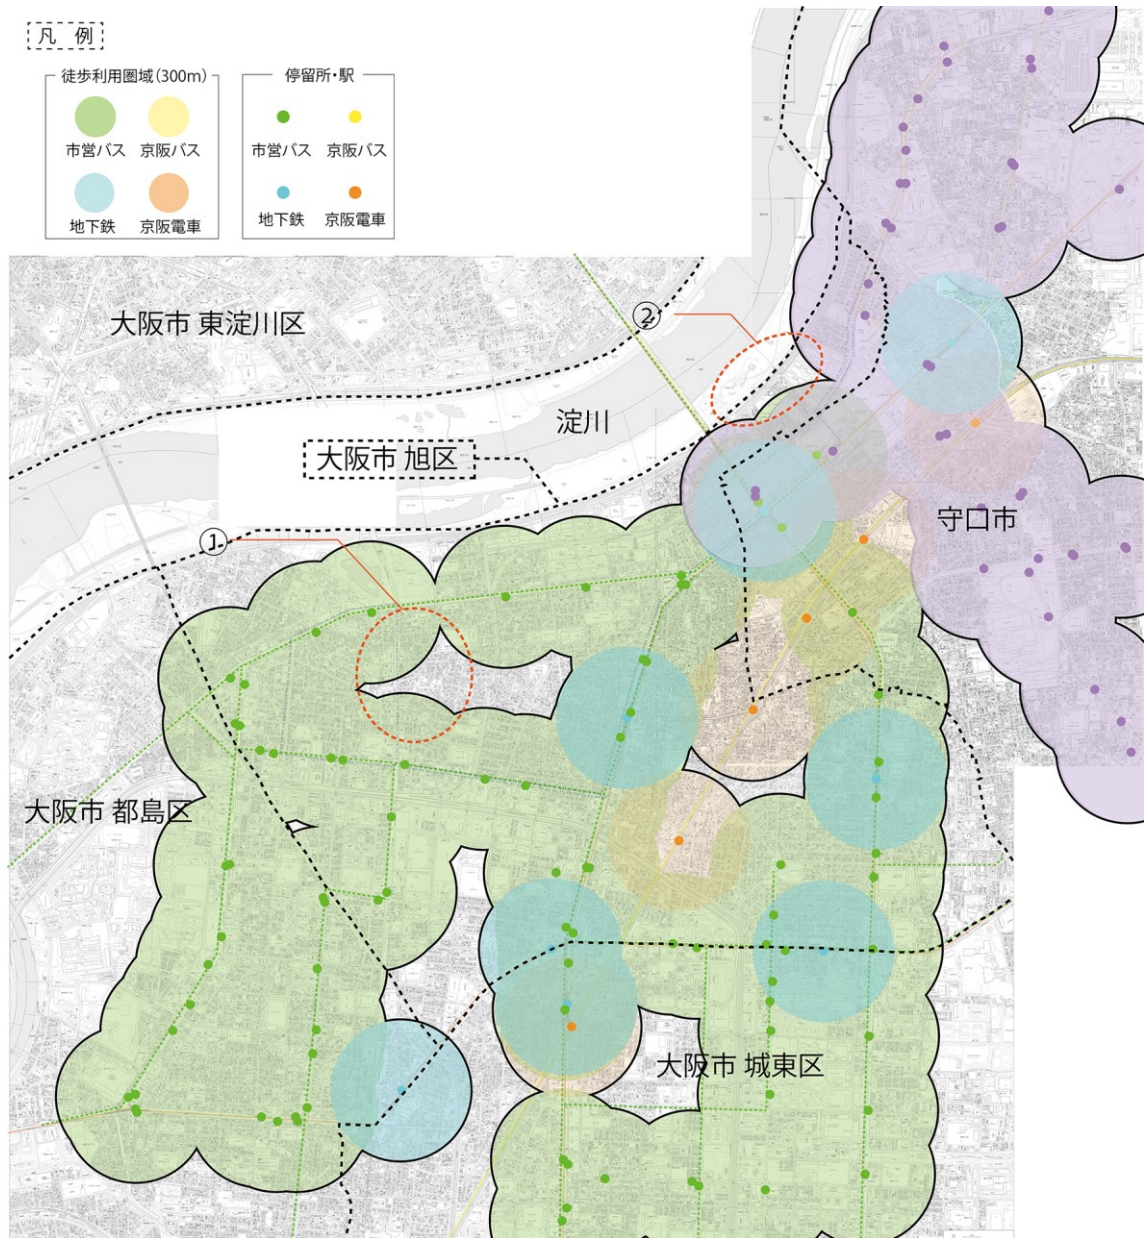 凡　例
徒歩利用圏域(300m)
市営バス
京阪バス
地下鉄
京阪電車
停留所・駅
市営バス
京阪バス
地下鉄
京阪電車
大阪市 東淀川区
②
淀川
大阪市 旭区
①
守口市
大阪市 都島区
大阪市 城東区